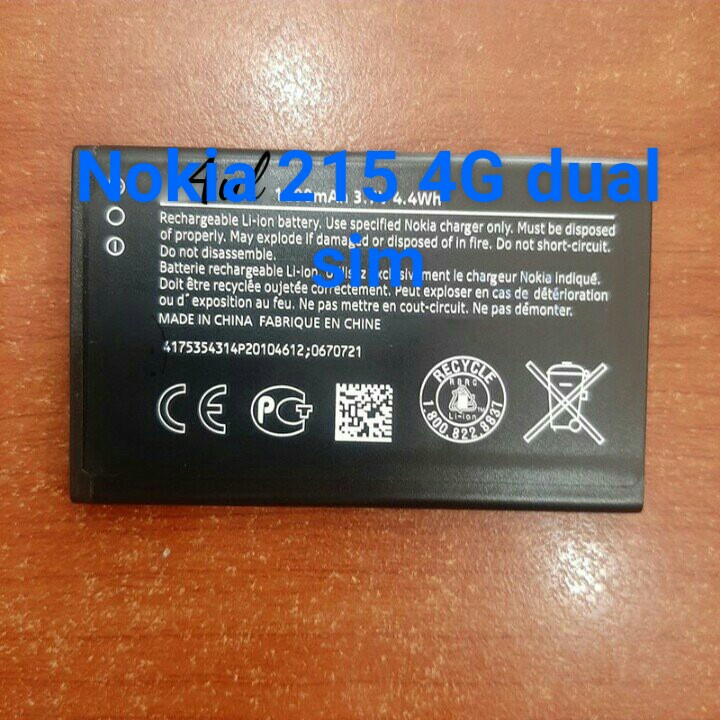 Nokia 215 4G dual
sim
4.4Wh
Rechargeable Li-ion battery. Use specified Nokia charger only. Must be disposed
of properly. May explode if damaged or disposed of in fire. Do not short-circuit.
Do not disassemble.
Batterie rechargeable Li-ion. exclusivement le chargeur Nokia indiqué.
Doit être recyclée oujetée correctement. Peut exploser en cas de détérioration
ou d' exposition au feu. Ne pas mettre en cout-circuit. Ne pas démonter.
MADE IN CHINA FABRIQUE EN CHINE
4175354314P20104612;0670721
CE
RECYCLE
RBRC
Li-ion
1.800.822.8837